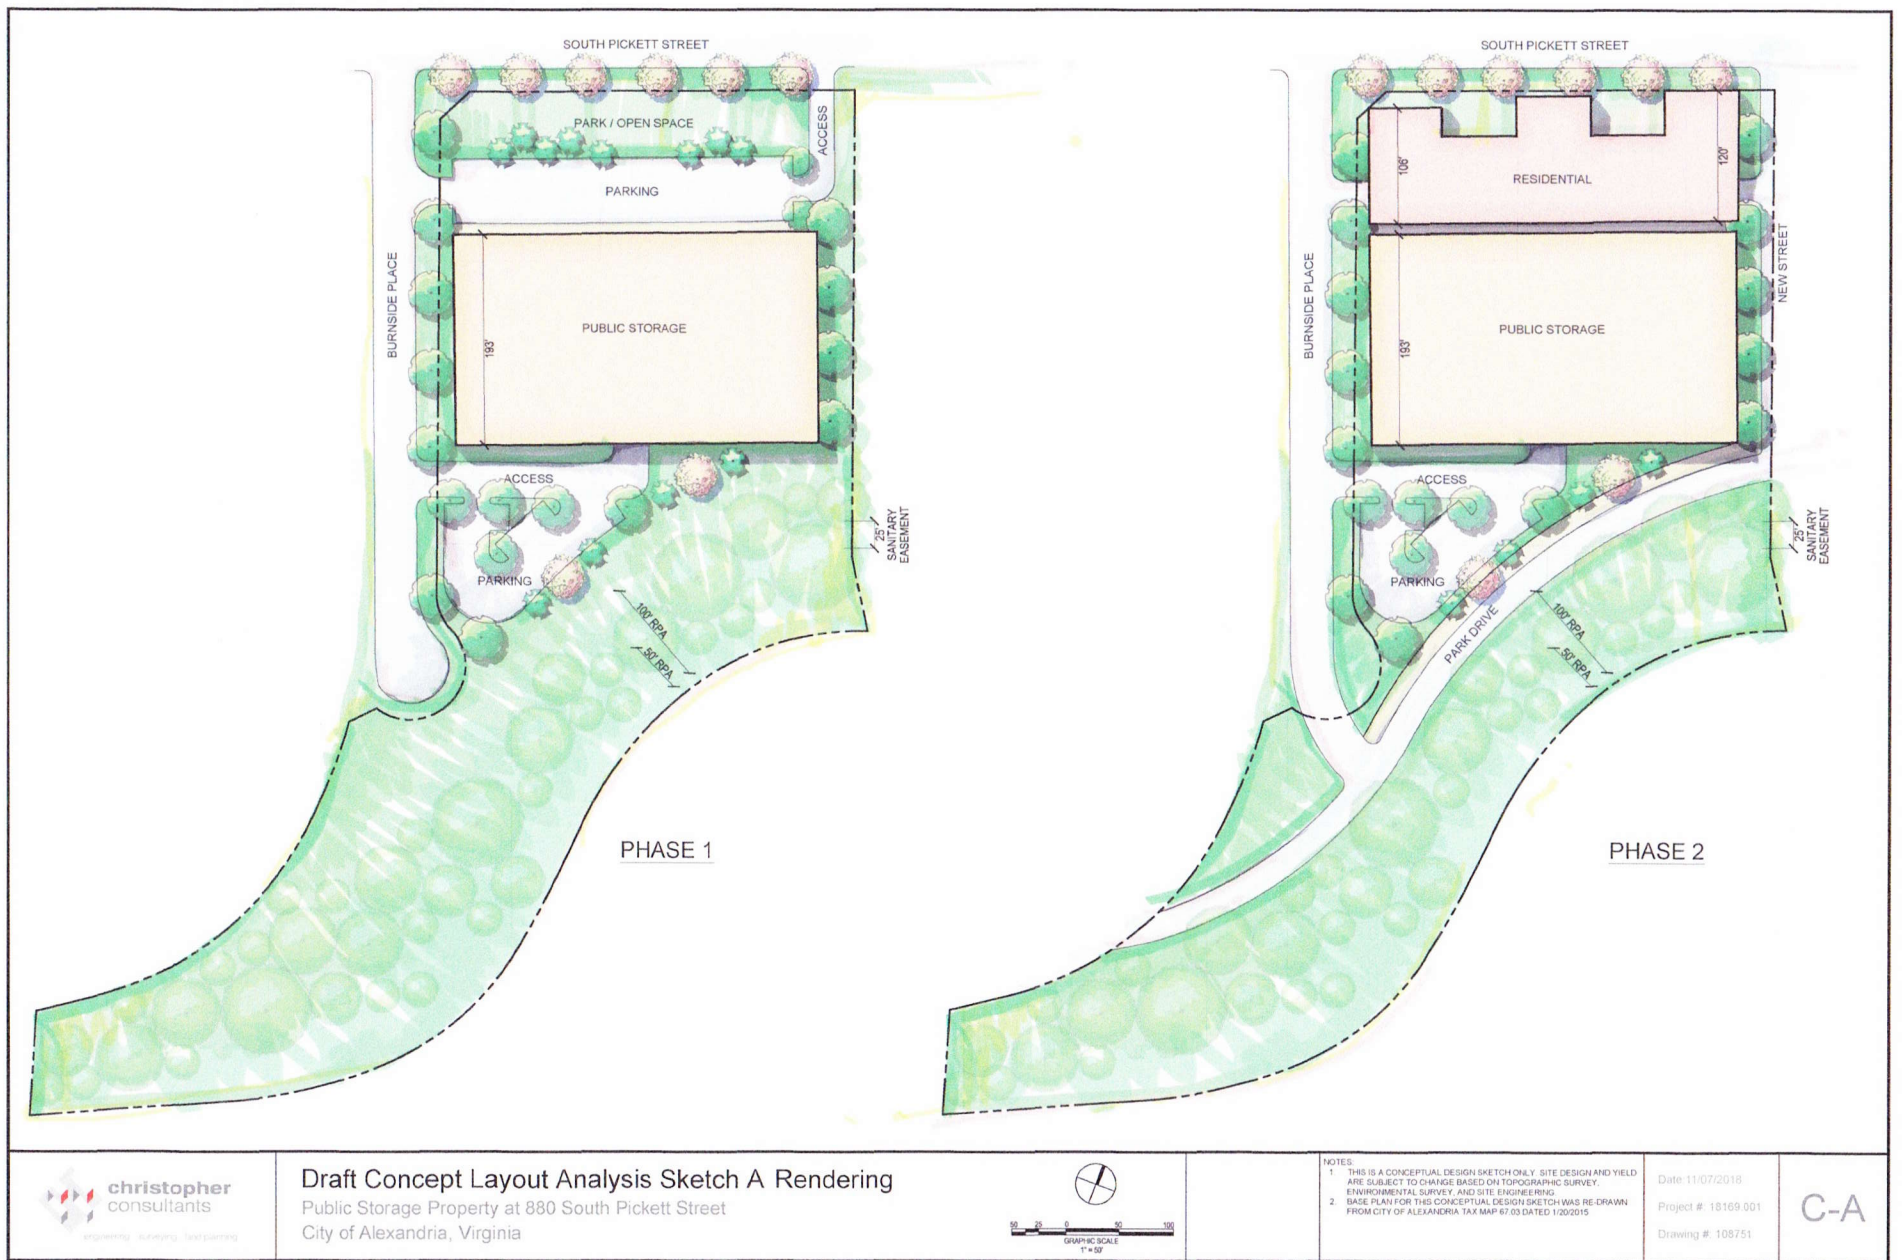 SOUTH PICKETT STREET
PARK / OPEN SPACE
ACCESS
PARKING
BURNSIDE PLACE
PUBLIC STORAGE
193'
ACCESS
PARKING
25'
SANITARY
EASEMENT
100' RPA
50' RPA
PHASE 1
SOUTH PICKETT STREET
106'
120'
RESIDENTIAL
BURNSIDE PLACE
NEW STREET
PUBLIC STORAGE
193'
ACCESS
PARKING
25'
SANITARY
EASEMENT
PARK DRIVE
100' RPA
50' RPA
PHASE 2
christopher
consultants
engineering · surveying · land planning
Draft Concept Layout Analysis Sketch A Rendering
Public Storage Property at 880 South Pickett Street
City of Alexandria, Virginia
50 25 0 50 100
GRAPHIC SCALE
1" = 50'
NOTES:
1 THIS IS A CONCEPTUAL DESIGN SKETCH ONLY. SITE DESIGN AND YIELD
ARE SUBJECT TO CHANGE BASED ON TOPOGRAPHIC SURVEY,
ENVIRONMENTAL SURVEY, AND SITE ENGINEERING
2. BASE PLAN FOR THIS CONCEPTUAL DESIGN SKETCH WAS RE-DRAWN
FROM CITY OF ALEXANDRIA TAX MAP 67.03 DATED 1/20/2015
Date: 11/07/2018
Project #: 18169.001
Drawing #: 108751
C-A